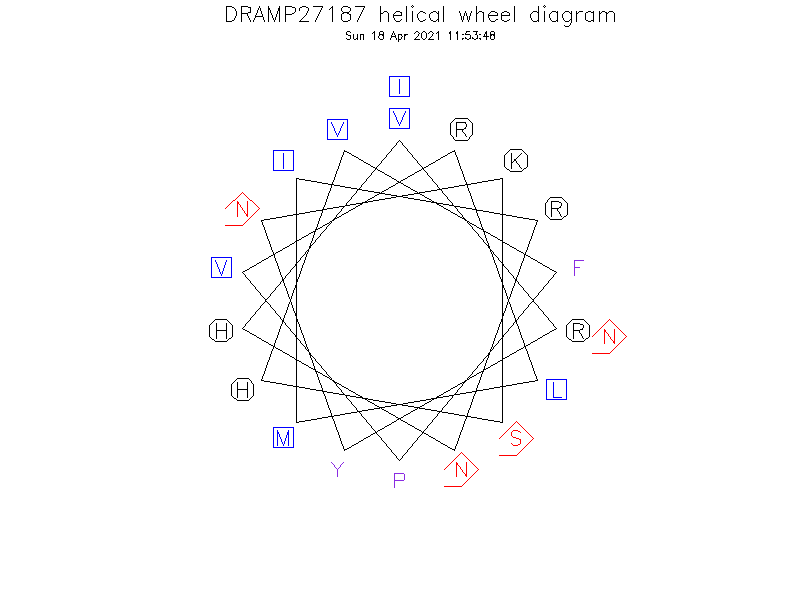 DRAMP27187 helical wheel diagram
Sun 18 Apr 2021 11:53:48
I
V V R
I K
N R
V F
H R N
H L
M S
Y P N